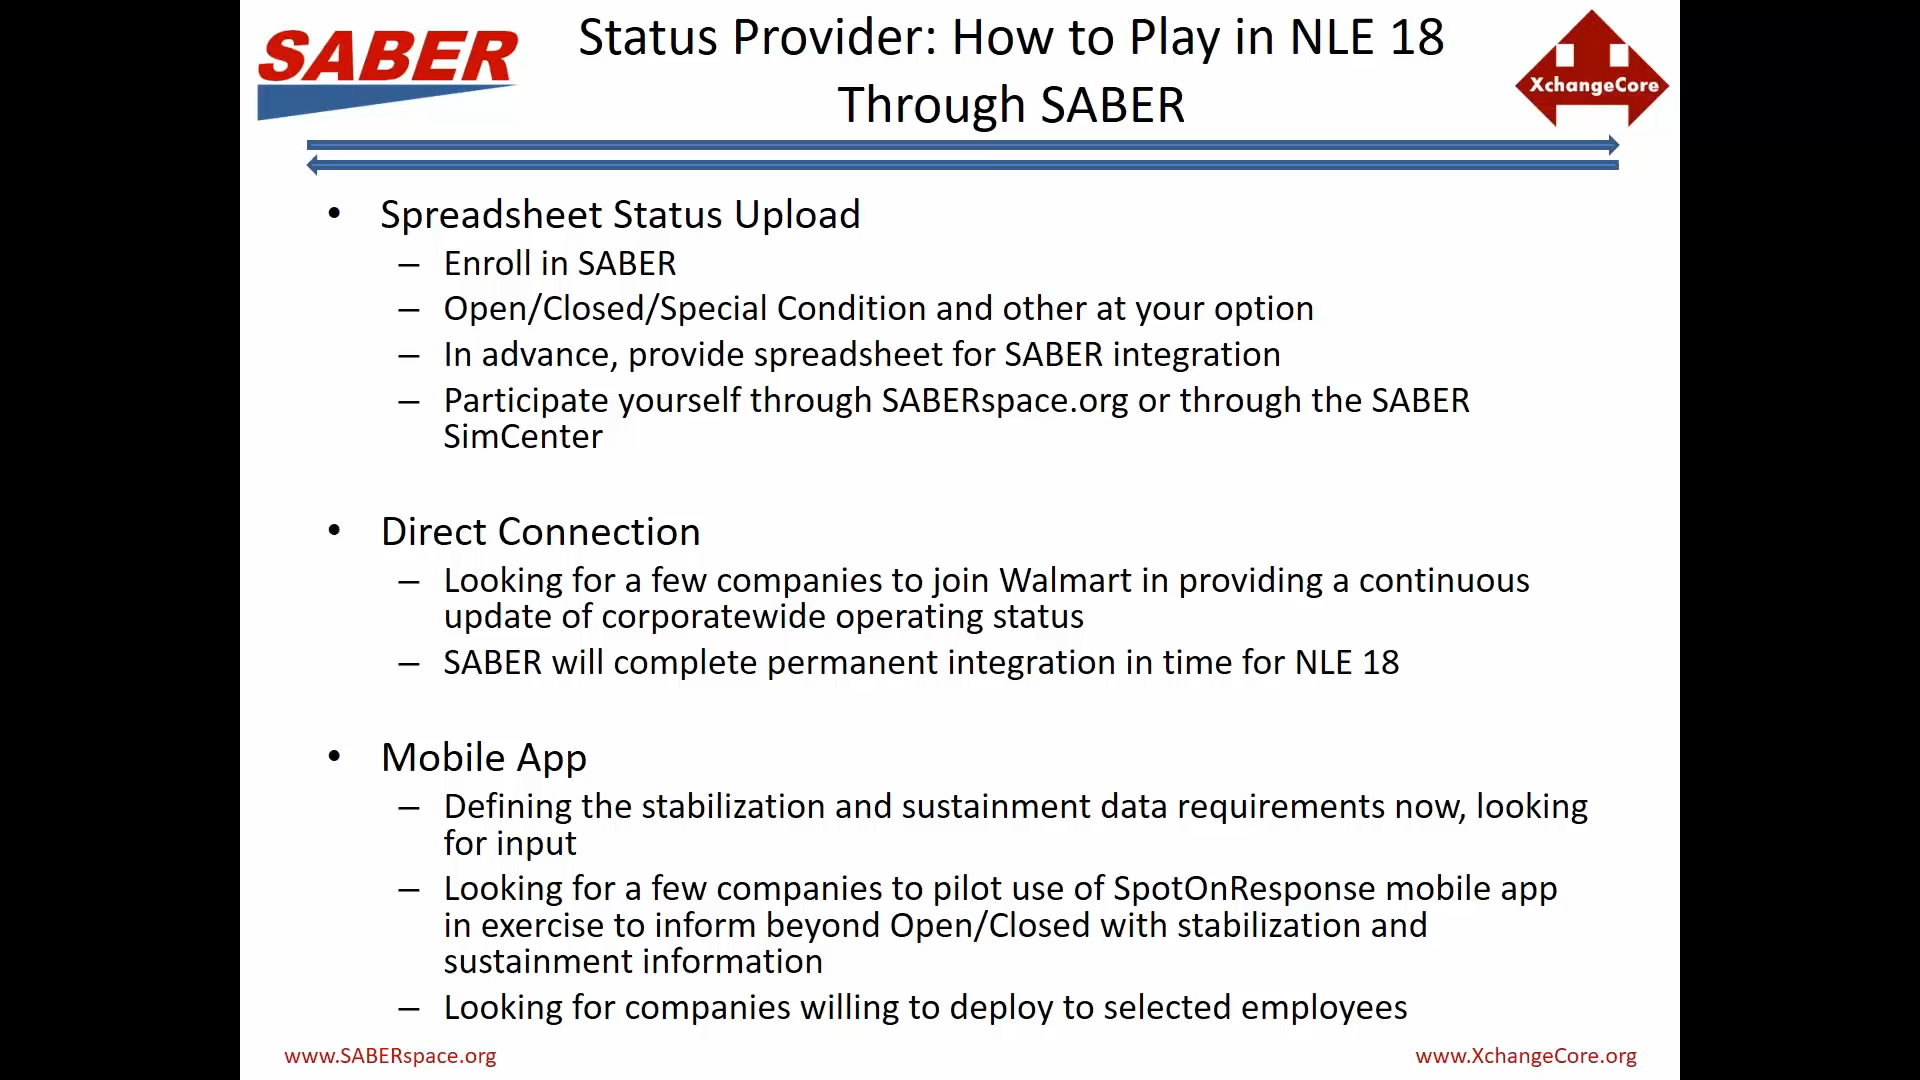 SABER
Status Provider: How to Play in NLE 18
Through SABER
XchangeCore
• Spreadsheet Status Upload
– Enroll in SABER
– Open/Closed/Special Condition and other at your option
– In advance, provide spreadsheet for SABER integration
– Participate yourself through SABERspace.org or through the SABER
SimCenter
• Direct Connection
– Looking for a few companies to join Walmart in providing a continuous
update of corporatewide operating status
– SABER will complete permanent integration in time for NLE 18
• Mobile App
– Defining the stabilization and sustainment data requirements now, looking
for input
– Looking for a few companies to pilot use of SpotOnResponse mobile app
in exercise to inform beyond Open/Closed with stabilization and
sustainment information
– Looking for companies willing to deploy to selected employees
www.SABERspace.org
www.XchangeCore.org